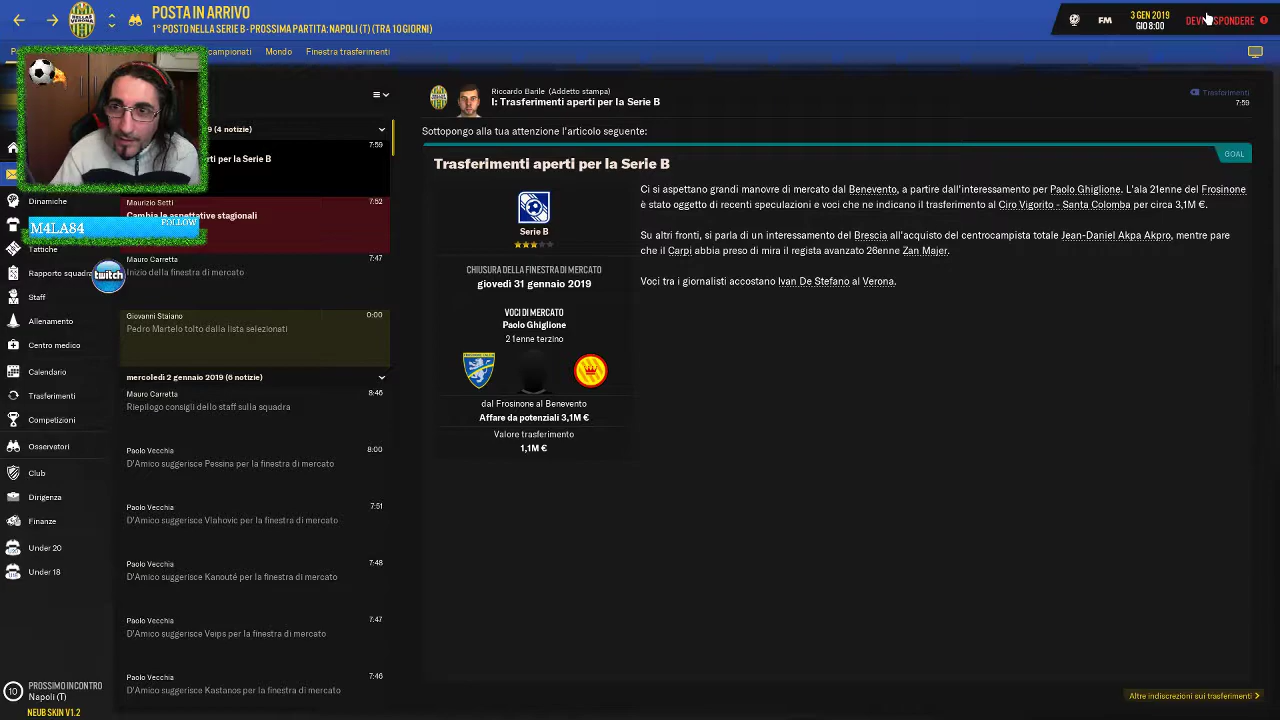 POSTA IN ARRIVO
1° POSTO NELLA SERIE B - PROSSIMA PARTITA: NAPOLI (T) (TRA 10 GIORNI)
FM
3 GEN 2019
GIO 8:00
Mondo
Finestra trasferimenti
9 (4 notizie)
7:59
erti per la Serie B
Maurizio Setti
7:52
Cambia le aspettative stagionali
Mauro Carretta
7:47
Inizio della finestra di mercato
Giovanni Staiano
0:00
Pedro Martelo tolto dalla lista selezionati
mercoledì 2 gennaio 2019 (6 notizie)
Mauro Carretta
8:46
Riepilogo consigli dello staff sulla squadra
Paolo Vecchia
8:00
D'Amico suggerisce Pessina per la finestra di mercato
Paolo Vecchia
7:51
D'Amico suggerisce Vlahovic per la finestra di mercato
Paolo Vecchia
7:48
D'Amico suggerisce Kanouté per la finestra di mercato
Paolo Vecchia
7:47
D'Amico suggerisce Veips per la finestra di mercato
Paolo Vecchia
7:46
D'Amico suggerisce Kastanos per la finestra di mercato
M4LA84
FOLLOW
twitch
Dinamiche
Tattiche
Rapporto squadra
Staff
Allenamento
Centro medico
Calendario
Trasferimenti
Competizioni
Osservatori
Club
Dirigenza
Finanze
Under 20
Under 18
10
PROSSIMO INCONTRO
Napoli (T)
NEUB SKIN V1.2
Riccardo Banle (Addetto stampa)
I: Trasferimenti aperti per la Serie B
Trasferimenti
7:59
Sottopongo alla tua attenzione l'articolo seguente:
GOAL
Trasferimenti aperti per la Serie B
Serie B
CHIUSURA DELLA FINESTRA DI MERCATO
giovedì 31 gennaio 2019
VOCI DI MERCATO
Paolo Ghiglione
21enne terzino
dal Frosinone al Benevento
Affare da potenziali 3,1M €
Valore trasferimento
1,1M €
Ci si aspettano grandi manovre di mercato dal Benevento, a partire dall'interessamento per Paolo Ghiglione. L'ala 21enne del Frosinone
è stato oggetto di recenti speculazioni e voci che ne indicano il trasferimento al Ciro Vigorito - Santa Colomba per circa 3,1M €.
Su altri fronti, si parla di un interessamento del Brescia all'acquisto del centrocampista totale Jean-Daniel Akpa Akpro, mentre pare
che il Carpi abbia preso di mira il regista avanzato 26enne Zan Majer.
Voci tra i giornalisti accostano Ivan De Stefano al Verona.
Altre indiscrezioni sui trasferimenti